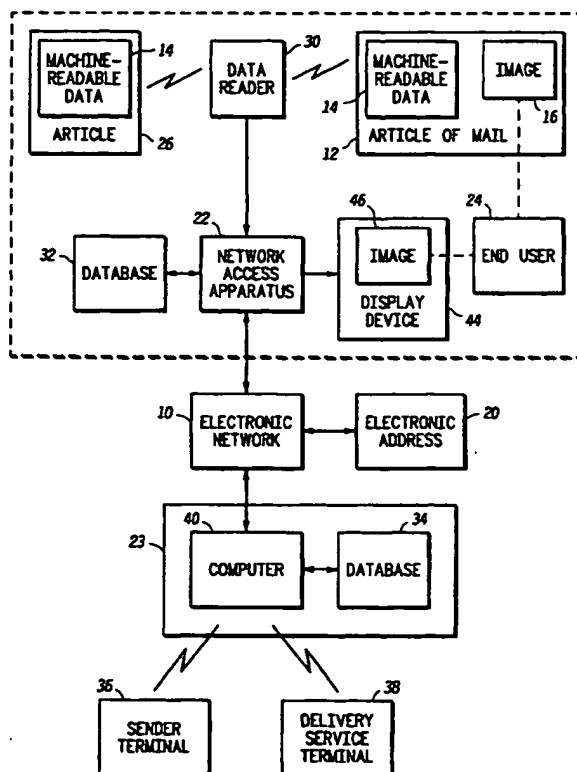 14
30
MACHINE-
READABLE
DATA
ARTICLE
26
DATA
READER
MACHINE-
READABLE
DATA
IMAGE
14
16
ARTICLE OF MAIL
12
22
46
24
32
DATABASE
NETWORK
ACCESS
APPARATUS
IMAGE
DISPLAY
DEVICE
END USER
44
10
ELECTRONIC
NETWORK
20
ELECTRONIC
ADDRESS
23
40
34
COMPUTER
DATABASE
36
SENDER
TERMINAL
38
DELIVERY
SERVICE
TERMINAL